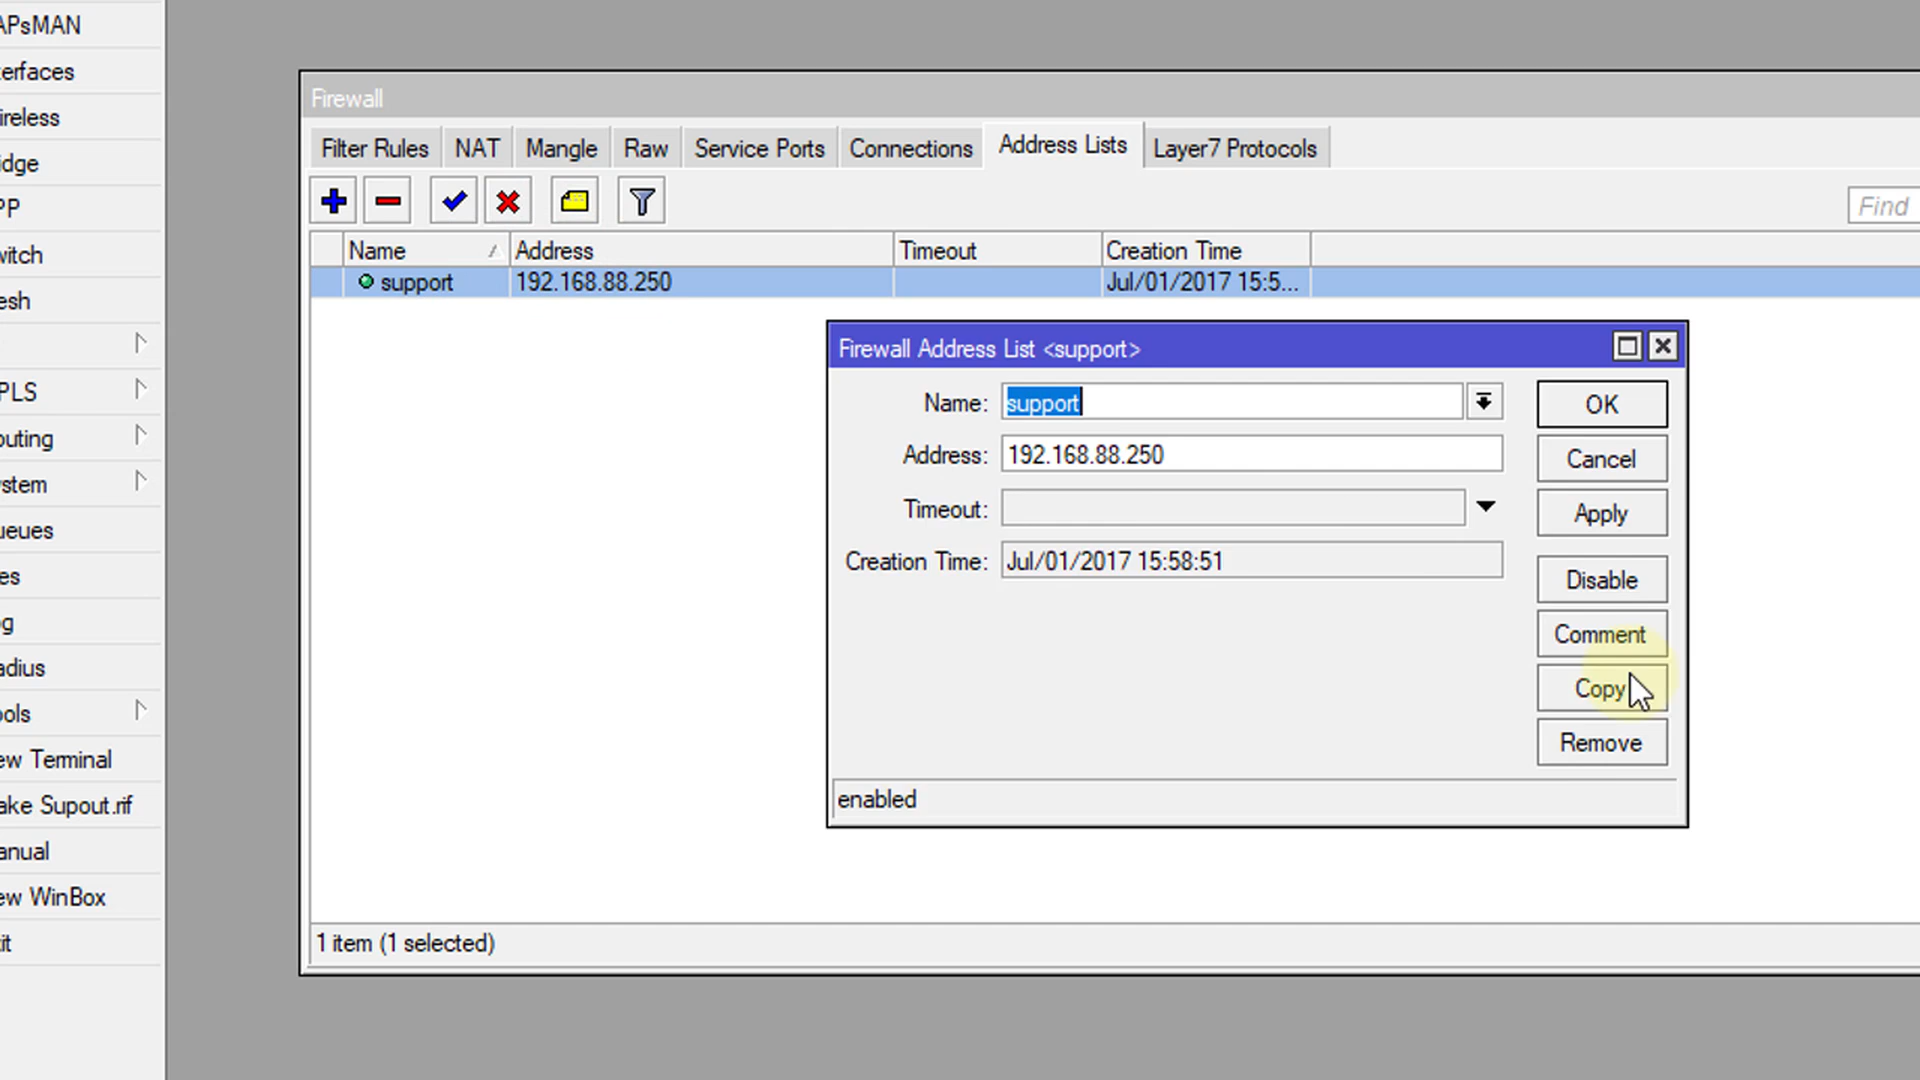 APsMAN
terfaces
ireless
idge
PP
witch
esh
PLS
outing
ystem
ueues
es
g
adius
ools
ew Terminal
ake Supout.rif
anual
ew WinBox
it
Firewall
Filter Rules NAT Mangle Raw Service Ports Connections Address Lists Layer7 Protocols
Find
Name Address Timeout Creation Time
support 192.168.88.250 Jul/01/2017 15:5...
Firewall Address List <support>
Name: support
Address: 192.168.88.250
Timeout:
Creation Time: Jul/01/2017 15:58:51
OK
Cancel
Apply
Disable
Comment
Copy
Remove
enabled
1 item (1 selected)